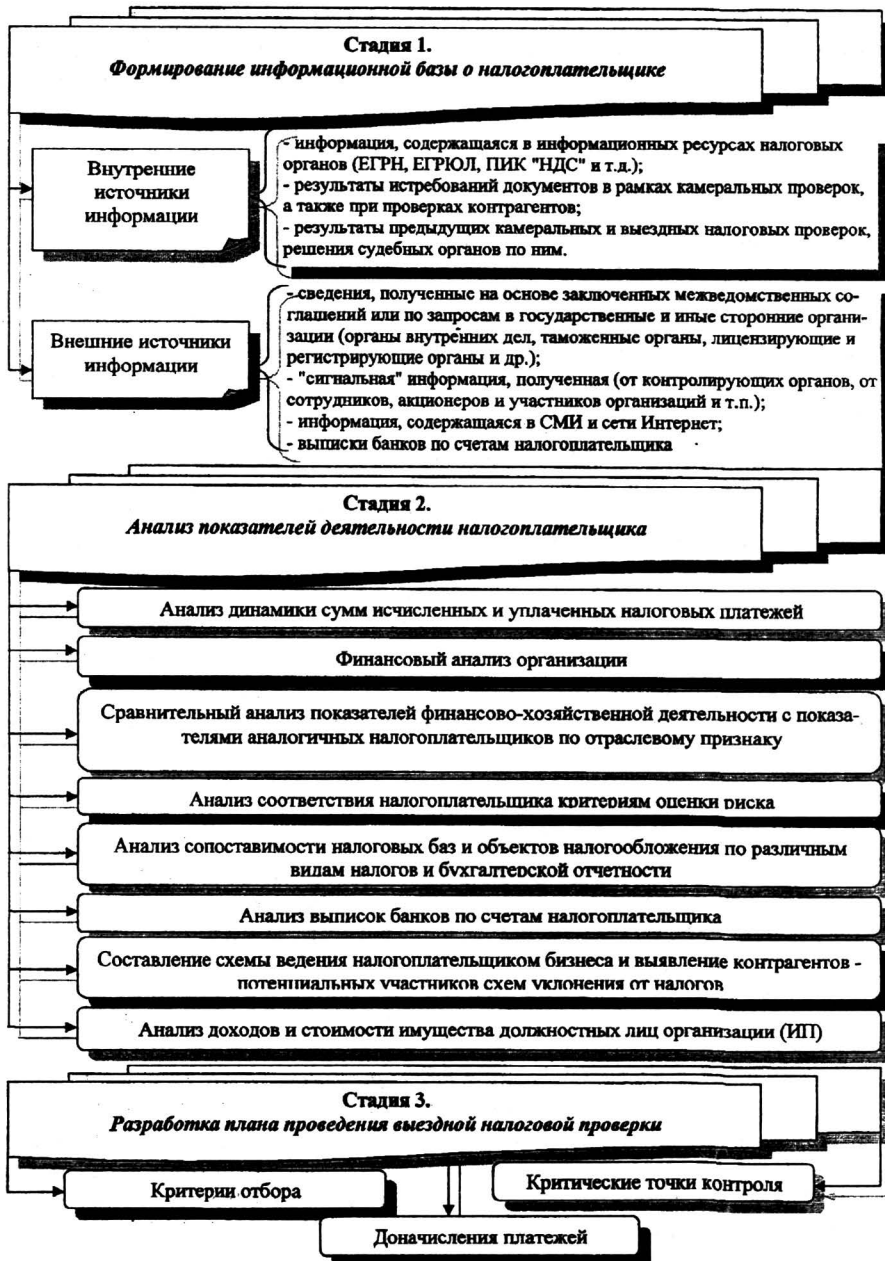 Стадия 1.
Формирование информационной базы о налогоплательщике
Внутренние
источники
информации
- информация, содержащаяся в информационных ресурсах налоговых
органов (ЕГРН, ЕГРЮЛ, ПИК "НДС" и т.д.);
- результаты истребований документов в рамках камеральных проверок,
а также при проверках контрагентов;
- результаты предыдущих камеральных и выездных налоговых проверок,
решения судебных органов по ним.
Внешние источники
информации
- сведения, полученные на основе заключенных межведомственных со-
глашений или по запросам в государственные и иные сторонние органи-
зации (органы внутренних дел, таможенные органы, лицензирующие и
регистрирующие органы и др.);
- "сигнальная" информация, полученная (от контролирующих органов, от
сотрудников, акционеров и участников организаций и т.п.);
- информация, содержащаяся в СМИ и сети Интернет;
- выписки банков по счетам налогоплательщика
Стадия 2.
Анализ показателей деятельности налогоплательщика
Анализ динамики сумм исчисленных и уплаченных налоговых платежей
Финансовый анализ организации
Сравнительный анализ показателей финансово-хозяйственной деятельности с показа-
телями аналогичных налогоплательщиков по отраслевому признаку
Анализ соответствия налогоплательщика критериям оценки риска
Анализ сопоставимости налоговых баз и объектов налогообложения по различным
видам налогов и бухгалтерской отчетности
Анализ выписок банков по счетам налогоплательщика
Составление схемы ведения налогоплательщиком бизнеса и выявление контрагентов -
потенциальных участников схем уклонения от налогов
Анализ доходов и стоимости имущества должностных лиц организации (ИП)
Стадия 3.
Разработка плана проведения выездной налоговой проверки
Критерии отбора
Критические точки контроля
Доначисления платежей